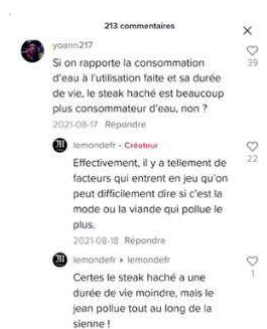 213 commentaires
yoann217
Si on rapporte la consommation
d'eau à l'utilisation faite et sa durée
de vie, le steak haché est beaucoup
plus consommateur d'eau, non ?
39
2021-08-17 Répondre
lemondefr - Créateur
Effectivement, il y a tellement de
facteurs qui entrent en jeu qu'on
peut difficilement dire si c'est la
mode ou la viande qui pollue le
plus.
22
2021-08-18 Répondre
lemondefr lemondefr
Certes le steak haché a une
durée de vie moindre, mais le
jean pollue tout au long de la
sienne !
1